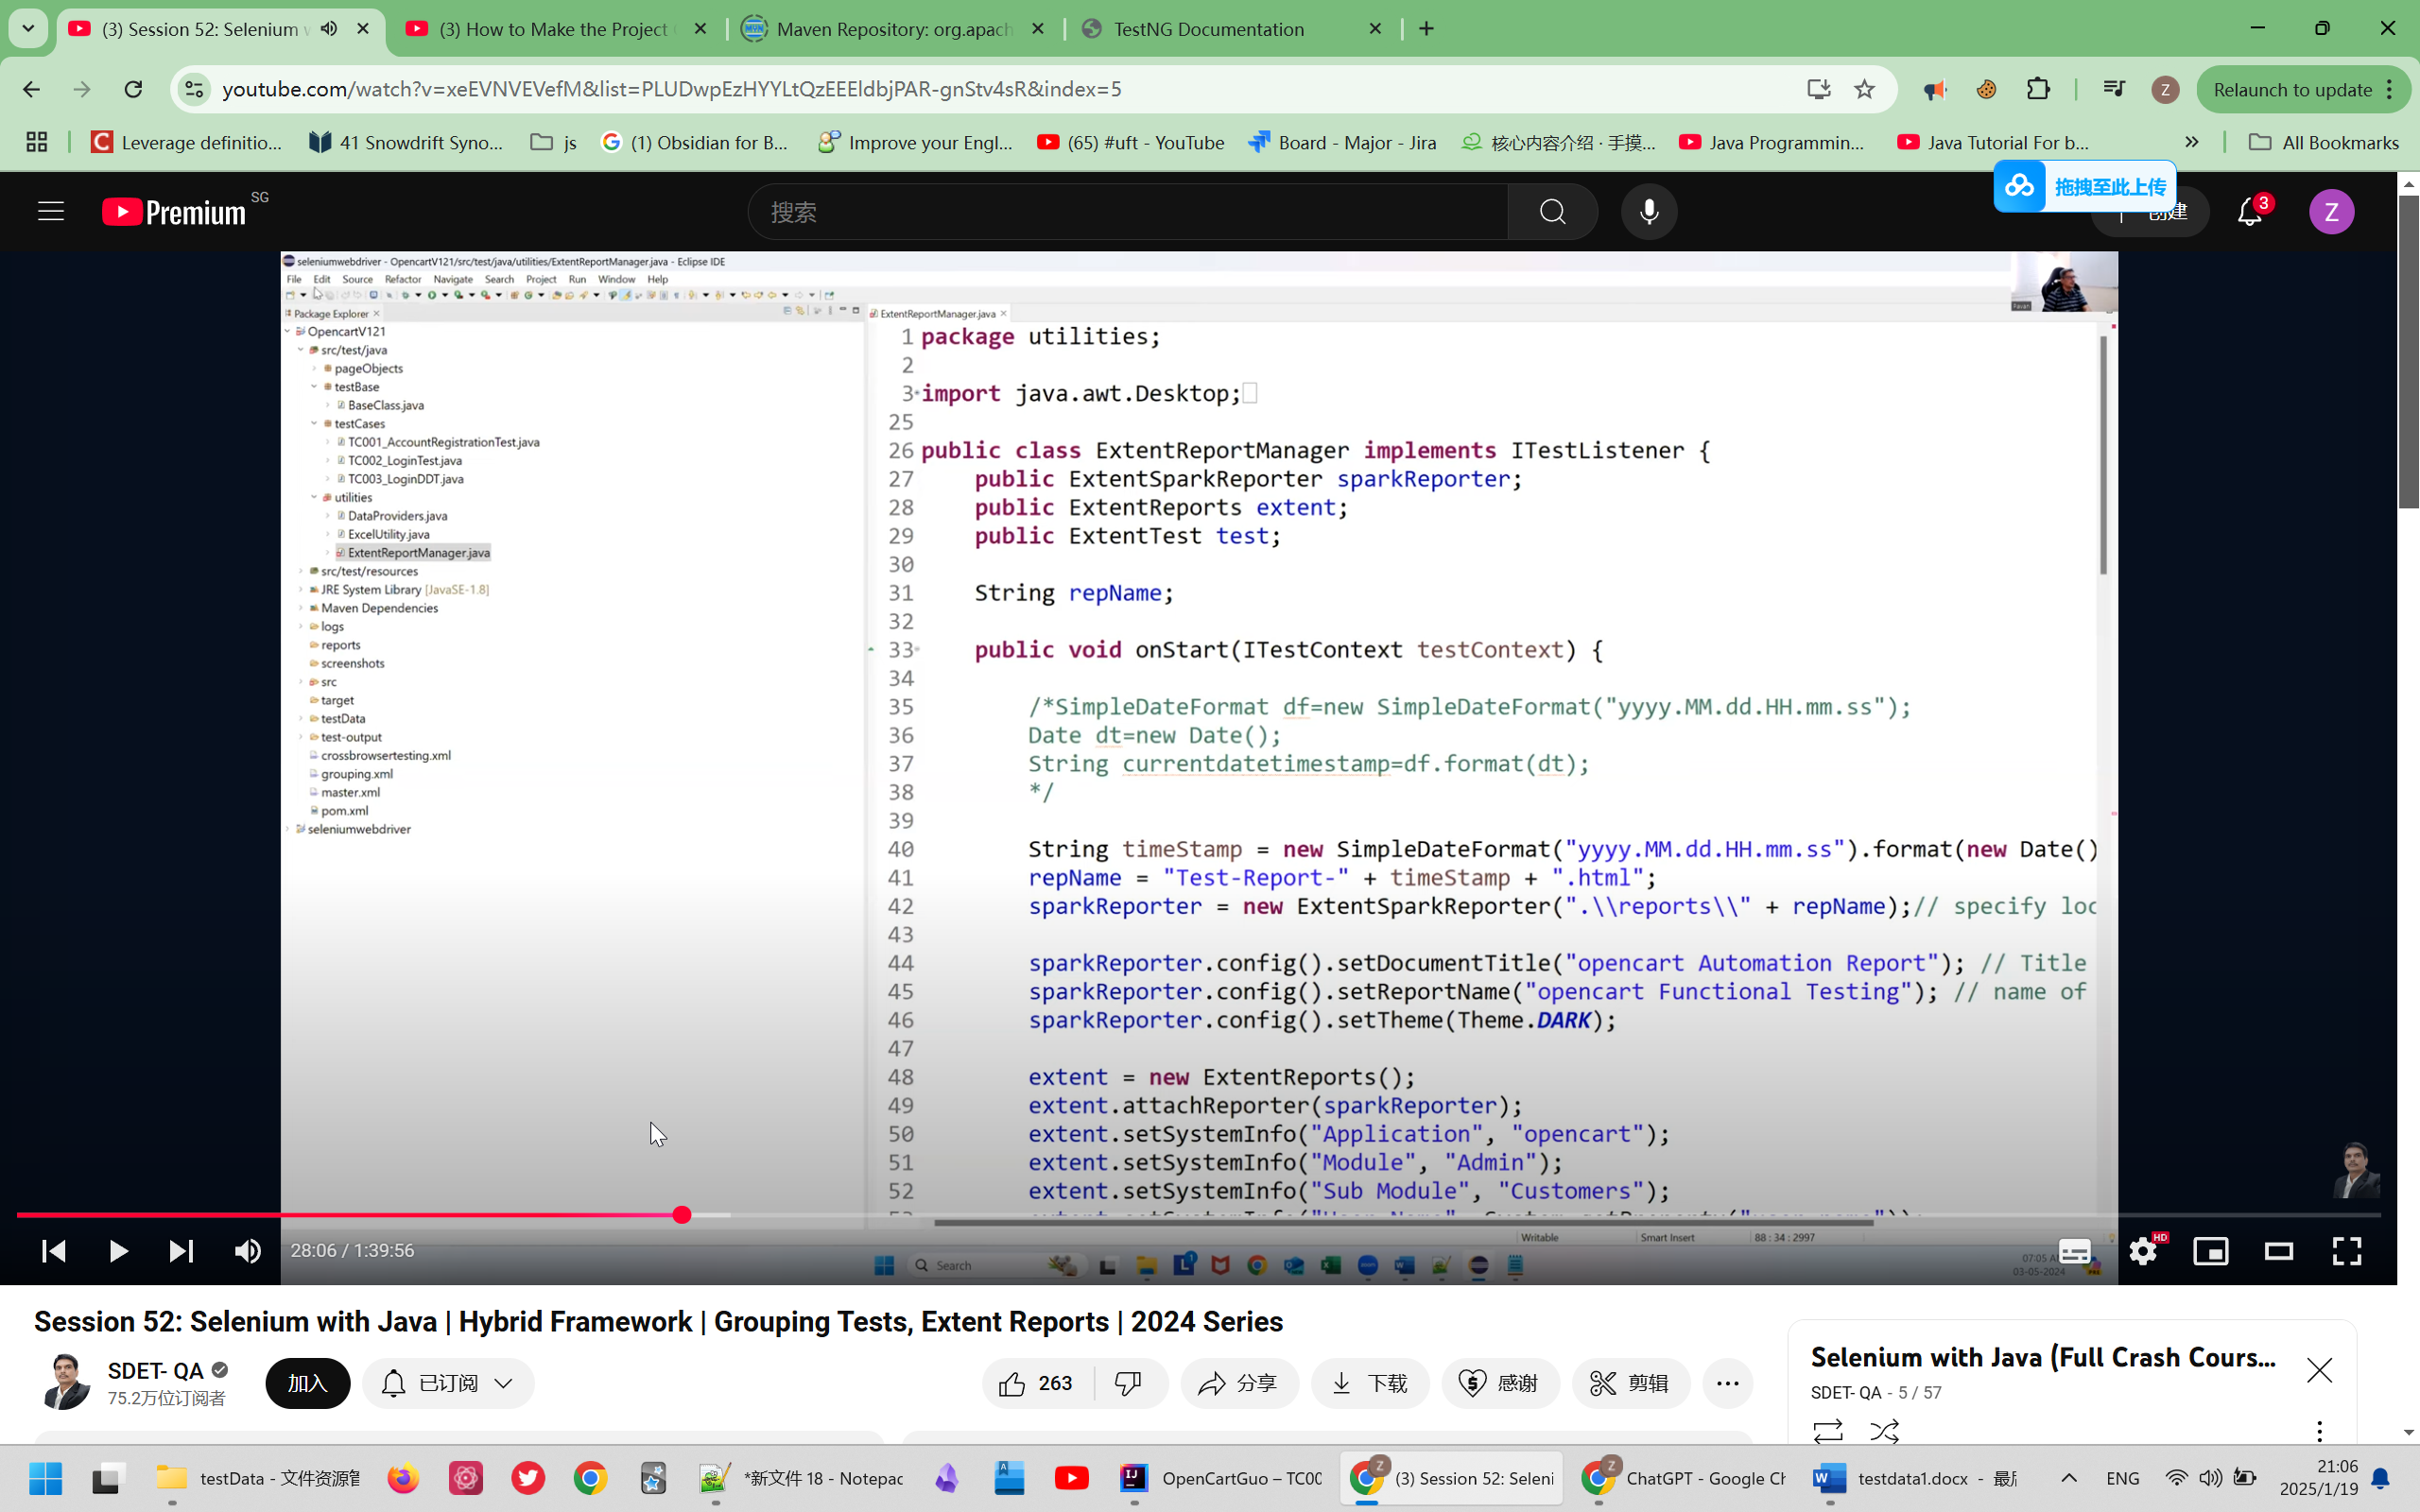 (3) Session 52: Selenium w
(3) How to Make the Project
Maven Repository: org.apach
TestNG Documentation
youtube.com/watch?v=xeEVNVEVefM&list=PLUDwpEzHYYLtQzEEEldbjPAR-gnStv4sR&index=5
Z
Relaunch to update
Leverage definitio...
41 Snowdrift Syno...
js
(1) Obsidian for B...
Improve your Engl...
(65) #uft - YouTube
Board - Major - Jira
核心内容介绍 · 手摸...
Java Programmin...
Java Tutorial For b...
All Bookmarks
拖拽至此上传
Premium
SG
搜索
创建
3
Z
seleniumwebdriver - OpencartV121/src/test/java/utilities/ExtentReportManager.java - Eclipse IDE
File Edit Source Refactor Navigate Search Project Run Window Help
Package Explorer
OpencartV121
src/test/java
pageObjects
testBase
BaseClass.java
testCases
TC001_AccountRegistrationTest.java
TC002_LoginTest.java
TC003_LoginDDT.java
utilities
DataProviders.java
ExcelUtility.java
ExtentReportManager.java
src/test/resources
JRE System Library [JavaSE-1.8]
Maven Dependencies
logs
reports
screenshots
src
target
testData
test-output
crossbrowsertesting.xml
grouping.xml
master.xml
pom.xml
seleniumwebdriver
ExtentReportManager.java
Pavan
1 package utilities;
2
3 import java.awt.Desktop;
25
26 public class ExtentReportManager implements ITestListener {
27 public ExtentSparkReporter sparkReporter;
28 public ExtentReports extent;
29 public ExtentTest test;
30
31 String repName;
32
33 public void onStart(ITestContext testContext) {
34
35 /*SimpleDateFormat df=new SimpleDateFormat("yyyy.MM.dd.HH.mm.ss");
36 Date dt=new Date();
37 String currentdatetimestamp=df.format(dt);
38 */
39
40 String timeStamp = new SimpleDateFormat("yyyy.MM.dd.HH.mm.ss").format(new Date()
41 repName = "Test-Report-" + timeStamp + ".html";
42 sparkReporter = new ExtentSparkReporter(".\\reports\\" + repName);// specify loc
43
44 sparkReporter.config().setDocumentTitle("opencart Automation Report"); // Title
45 sparkReporter.config().setReportName("opencart Functional Testing"); // name of
46 sparkReporter.config().setTheme(Theme.DARK);
47
48 extent = new ExtentReports();
49 extent.attachReporter(sparkReporter);
50 extent.setSystemInfo("Application", "opencart");
51 extent.setSystemInfo("Module", "Admin");
52 extent.setSystemInfo("Sub Module", "Customers");
Writable
Smart Insert
88 : 34 : 2997
Search
07:05 AM
03-05-2024
28:06 / 1:39:56
HD
Session 52: Selenium with Java | Hybrid Framework | Grouping Tests, Extent Reports | 2024 Series
SDET- QA
75.2万位订阅者
加入
已订阅
263
分享
下载
感谢
剪辑
Selenium with Java (Full Crash Cours...
SDET- QA - 5 / 57
testData - 文件资源管
*新文件 18 - Notepac
OpenCartGuo – TC00
(3) Session 52: Seleni
ChatGPT - Google Ch
testdata1.docx - 最
ENG
21:06
2025/1/19